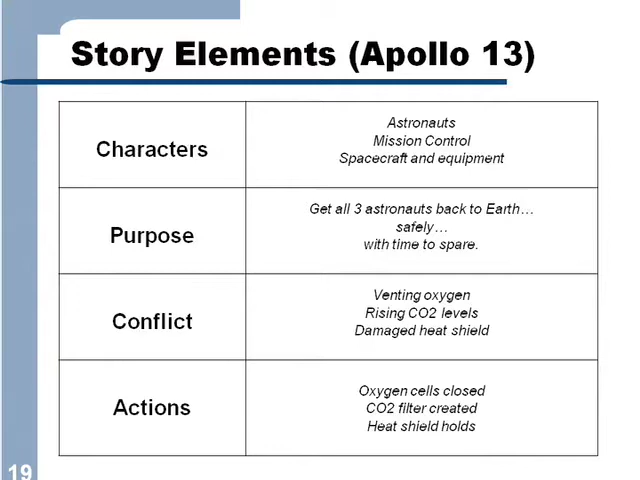 Story Elements (Apollo 13)
Characters
Astronauts
Mission Control
Spacecraft and equipment
Purpose
Get all 3 astronauts back to Earth…
safely…
with time to spare.
Conflict
Venting oxygen
Rising CO2 levels
Damaged heat shield
Actions
Oxygen cells closed
CO2 filter created
Heat shield holds
19